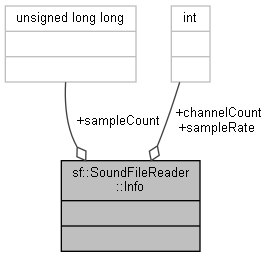 unsigned long long
int
+sampleCount
+channelCount
+sampleRate
sf::SoundFileReader
::Info